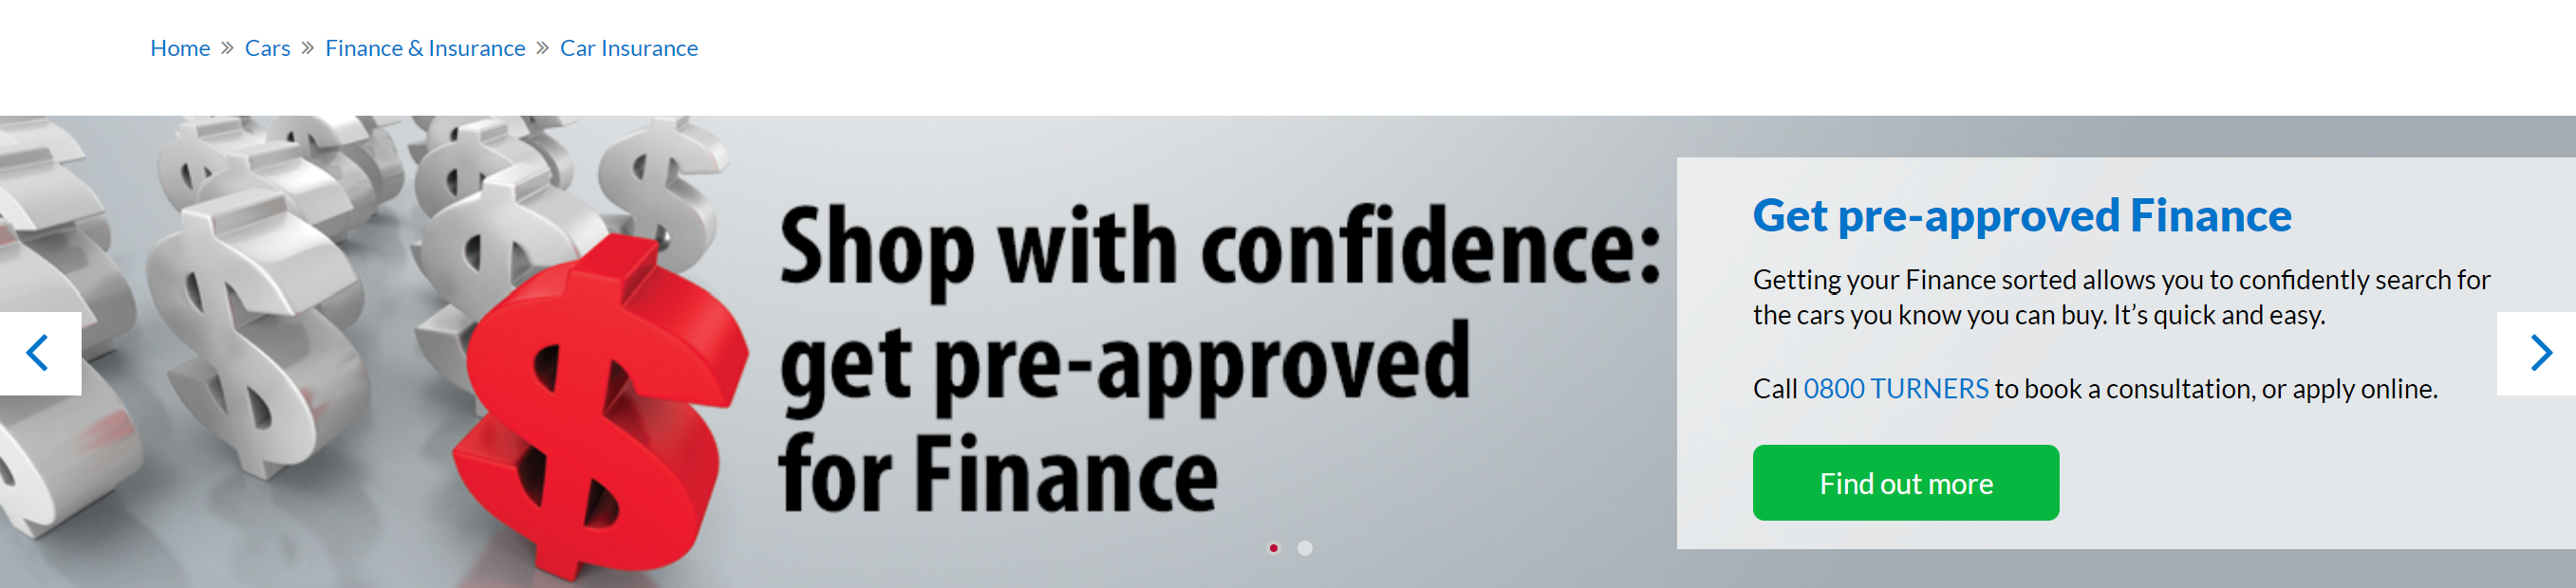 Home » Cars » Finance & Insurance » Car Insurance
Shop with confidence:
get pre-approved
for Finance
Get pre-approved Finance
Getting your Finance sorted allows you to confidently search for
the cars you know you can buy. It’s quick and easy.
Call 0800 TURNERS to book a consultation, or apply online.
Find out more